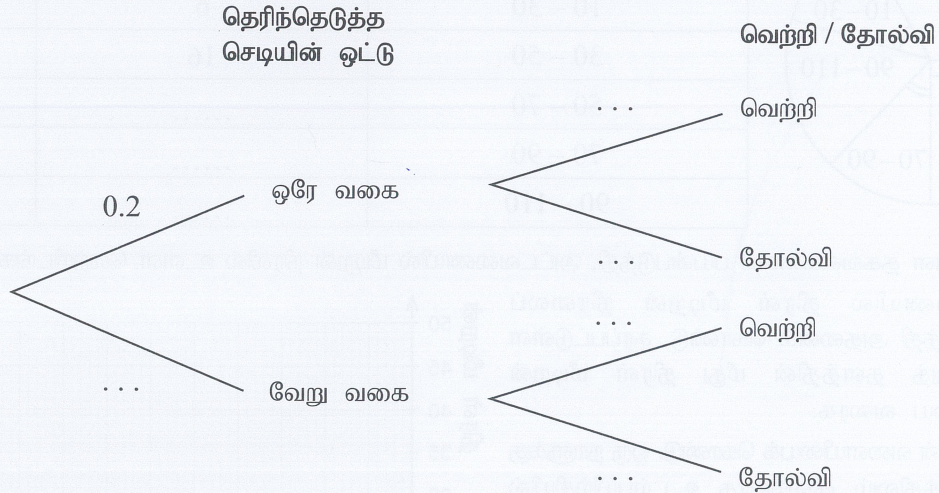 தெரிந்தெடுத்த
செடியின் ஒட்டு
வெற்றி / தோல்வி
. . . வெற்றி
0.2 ஒரே வகை
. . . தோல்வி
. . . வெற்றி
. . . வேறு வகை
. . . தோல்வி